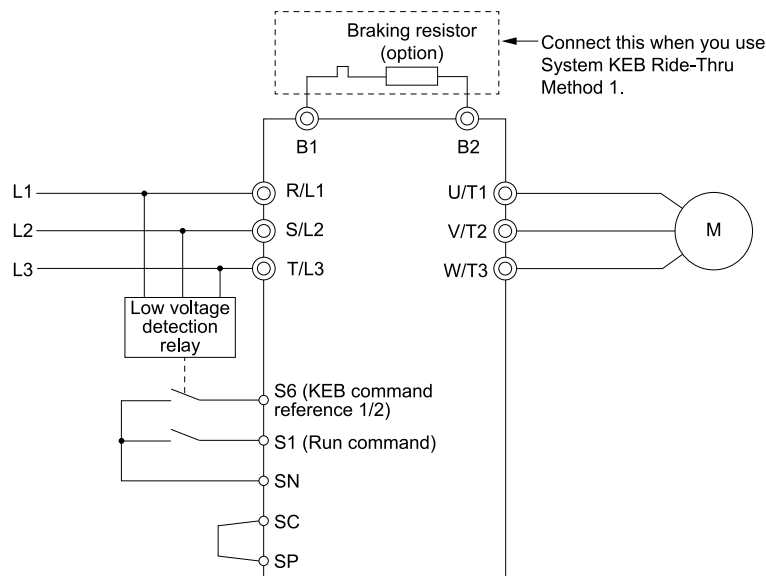 Braking resistor
(option)
Connect this when you use
System KEB Ride-Thru
Method 1.
B1
B2
L1
R/L1
U/T1
L2
S/L2
V/T2
M
L3
T/L3
W/T3
Low voltage
detection
relay
S6 (KEB command
reference 1/2)
S1 (Run command)
SN
SC
SP